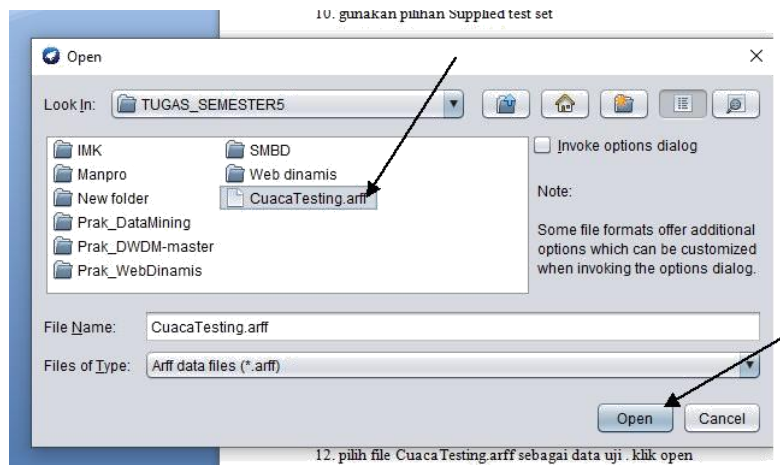 10. gunakan pilihan Supplied test set
Open
Look In: TUGAS_SEMESTER5
IMK
Manpro
New folder
Prak_DataMining
Prak_DWDM-master
Prak_WebDinamis
SMBD
Web dinamis
CuacaTesting.arff
Invoke options dialog
Note:
Some file formats offer additional
options which can be customized
when invoking the options dialog.
File Name: CuacaTesting.arff
Files of Type: Arff data files (*.arff)
Open Cancel
12. pilih file CuacaTesting.arff sebagai data uji . klik open